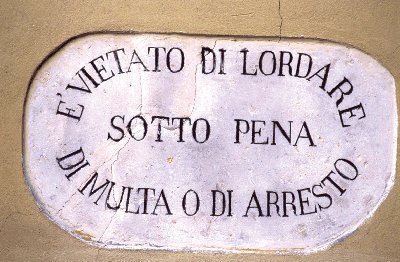 E' VIETATO DI LORDARE
SOTTO PENA
DI MULTA O DI ARRESTO